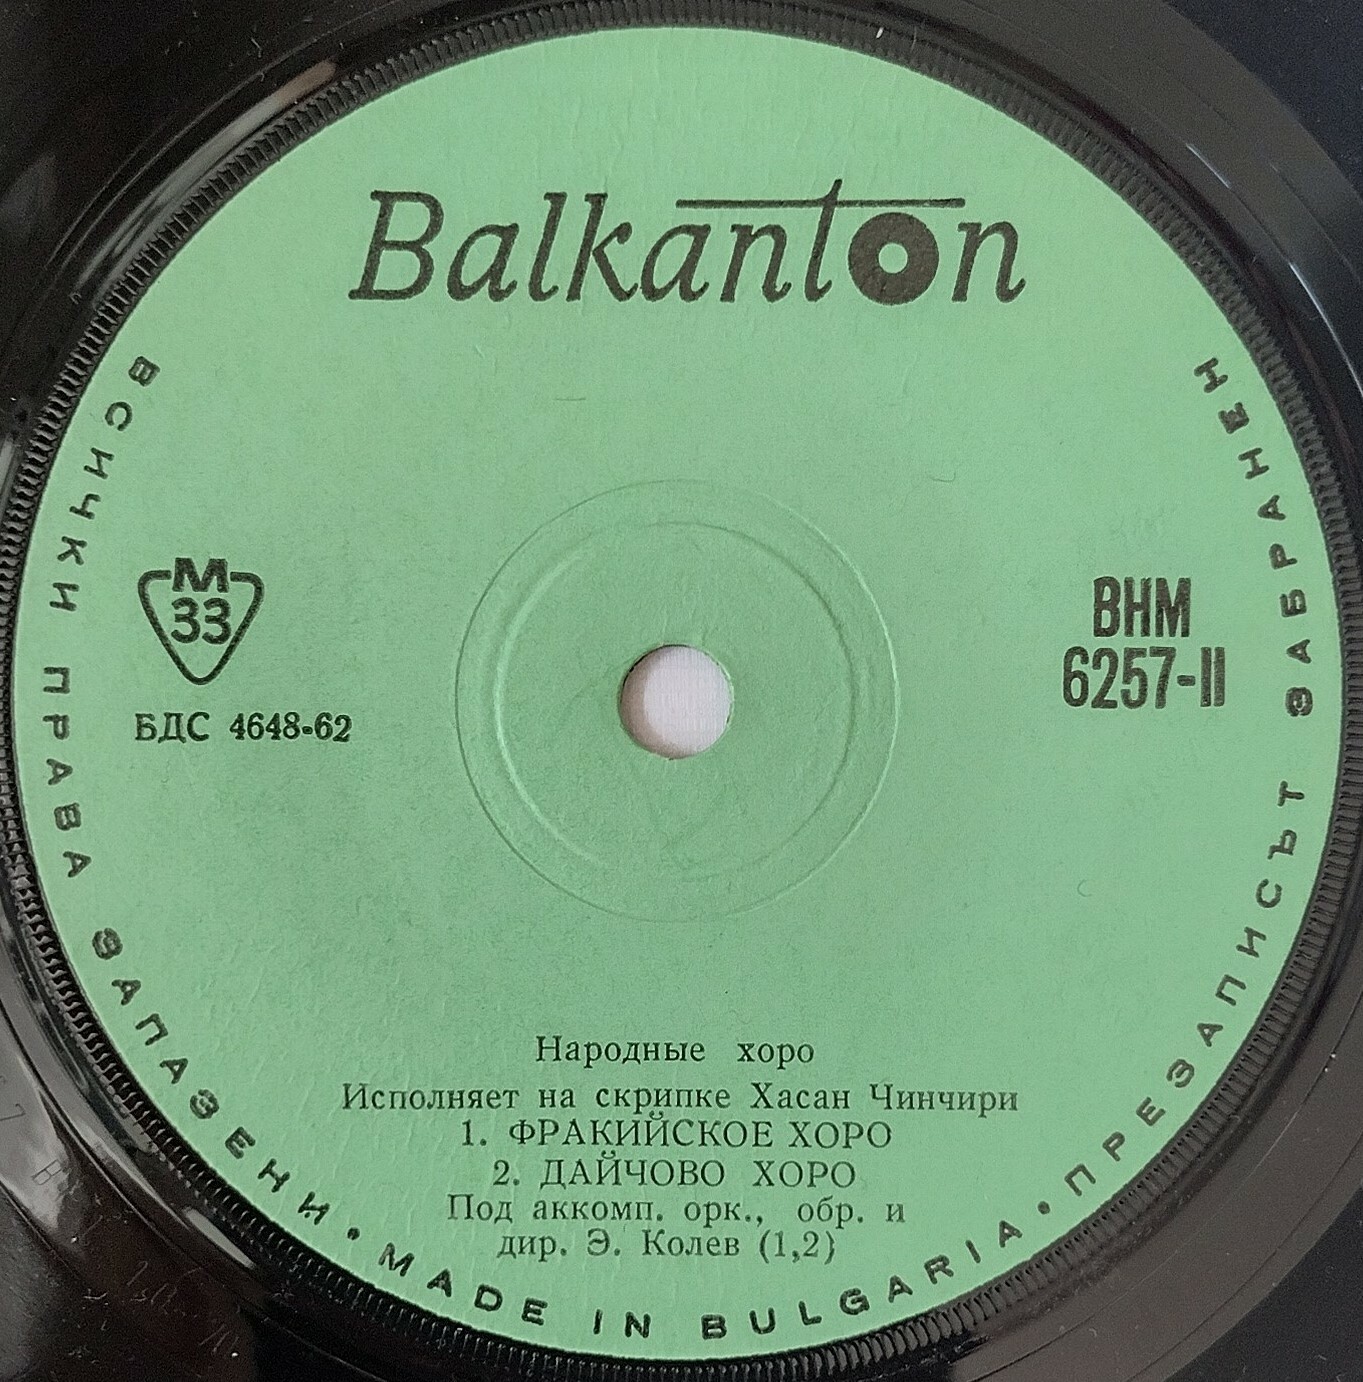 Balkanton
ВСИЧКИ ПРАВА ЗАПАЗЕНИ • MADE IN BULGARIA • ПРЕЗАПИСЪТ ЗАБРАНЕН
М
33
БДС 4648-62
ВНМ
6257-II
Народные хоро
Исполняет на скрипке Хасан Чинчири
1. ФРАКИЙСКОЕ ХОРО
2. ДАЙЧОВО ХОРО
Под аккомп. орк., обр. и
дир. Э. Колев (1,2)